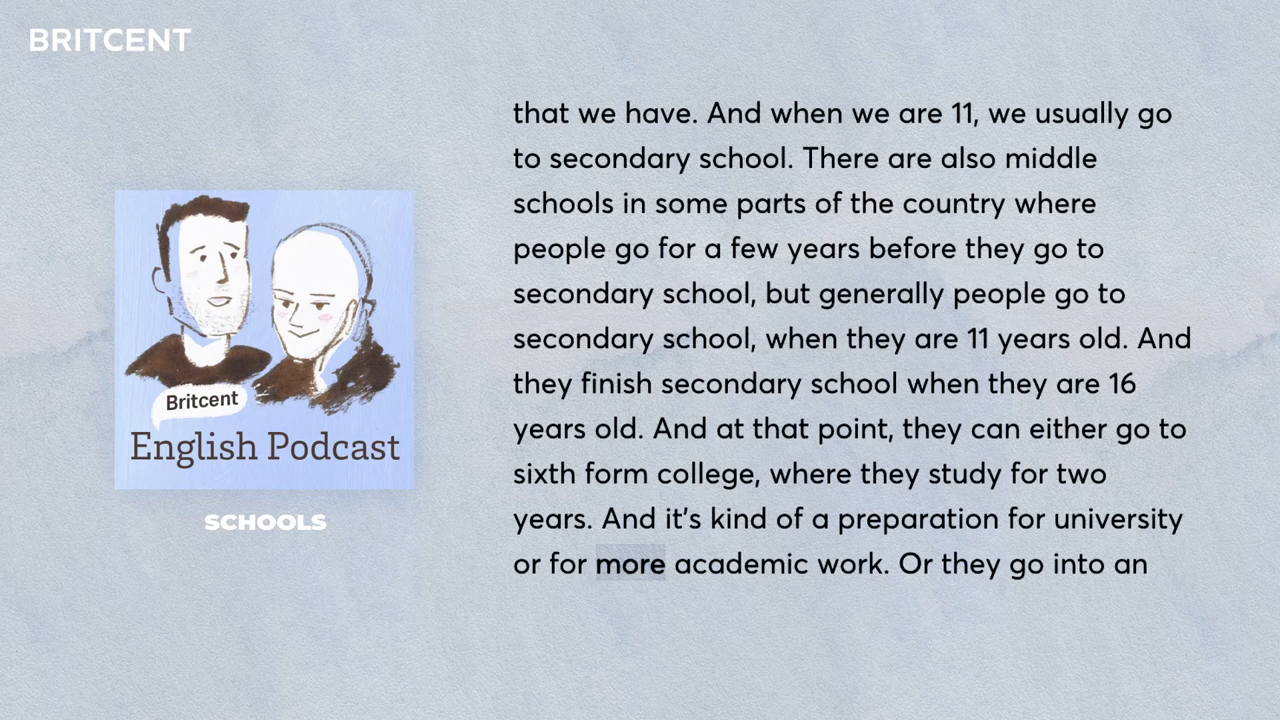 BRITCENT
Britcent
English Podcast
SCHOOLS
that we have. And when we are 11, we usually go
to secondary school. There are also middle
schools in some parts of the country where
people go for a few years before they go to
secondary school, but generally people go to
secondary school, when they are 11 years old. And
they finish secondary school when they are 16
years old. And at that point, they can either go to
sixth form college, where they study for two
years. And it's kind of a preparation for university
or for more academic work. Or they go into an